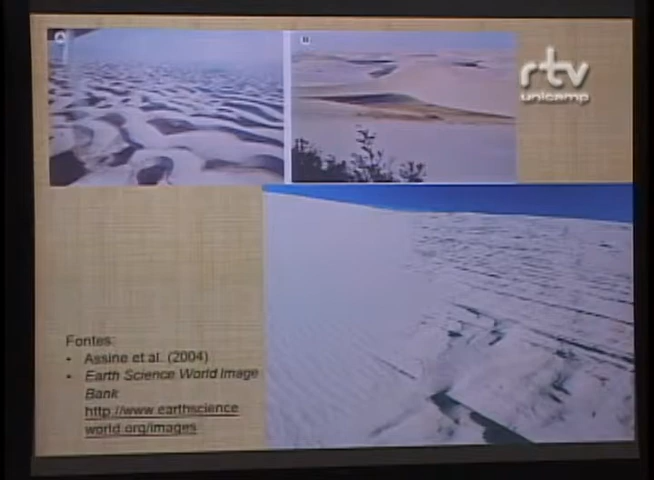 A
B
rtv
unicamp
Fontes:
• Assine et al. (2004)
• Earth Science World Image
Bank
http://www.earthscience
world.org/images